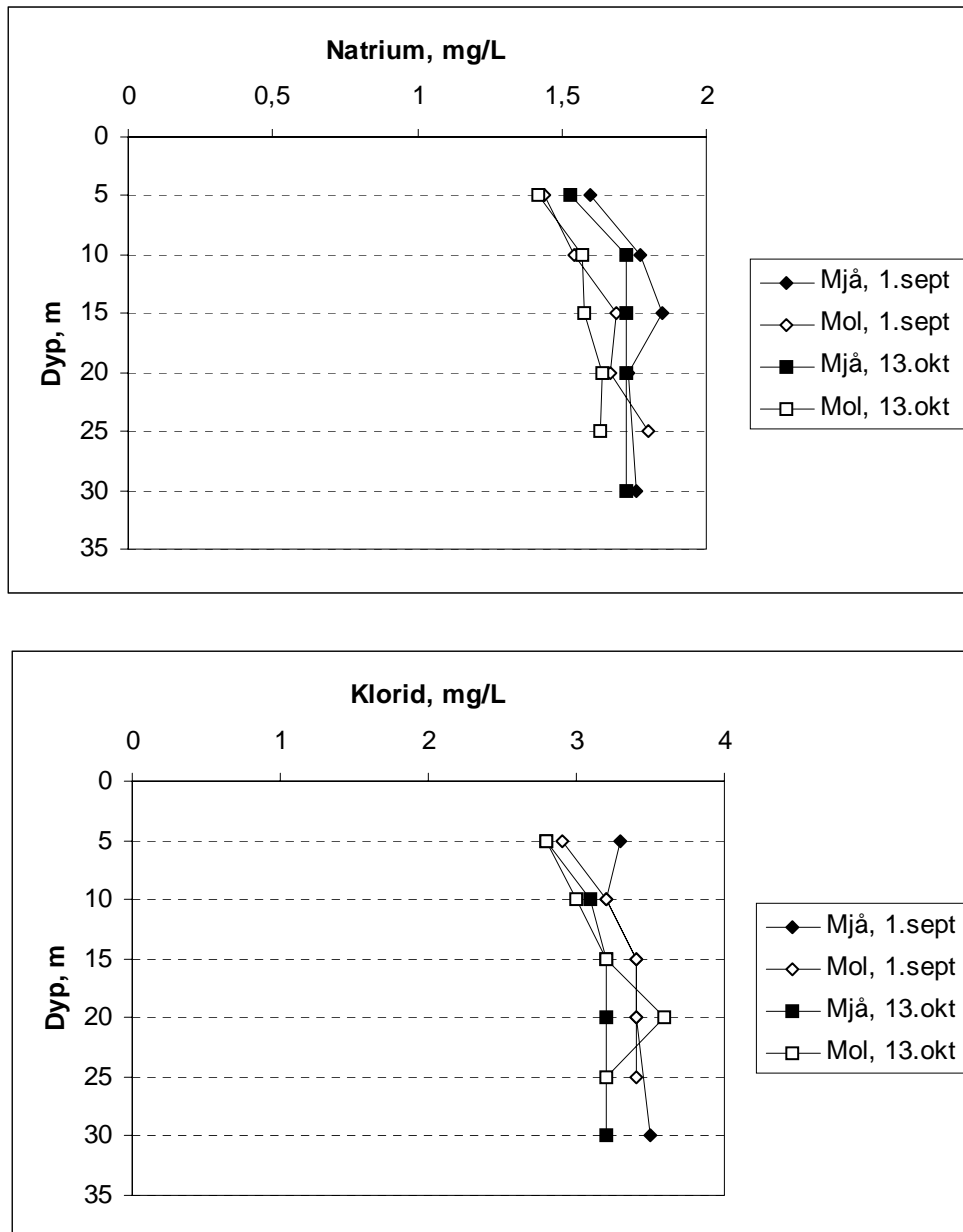 Natrium, mg/L
0 0,5 1 1,5 2
0
5
10
15
20
25
30
35
Dyp, m
Mjå, 1.sept
Mol, 1.sept
Mjå, 13.okt
Mol, 13.okt
Klorid, mg/L
0 1 2 3 4
0
5
10
15
20
25
30
35
Dyp, m
Mjå, 1.sept
Mol, 1.sept
Mjå, 13.okt
Mol, 13.okt